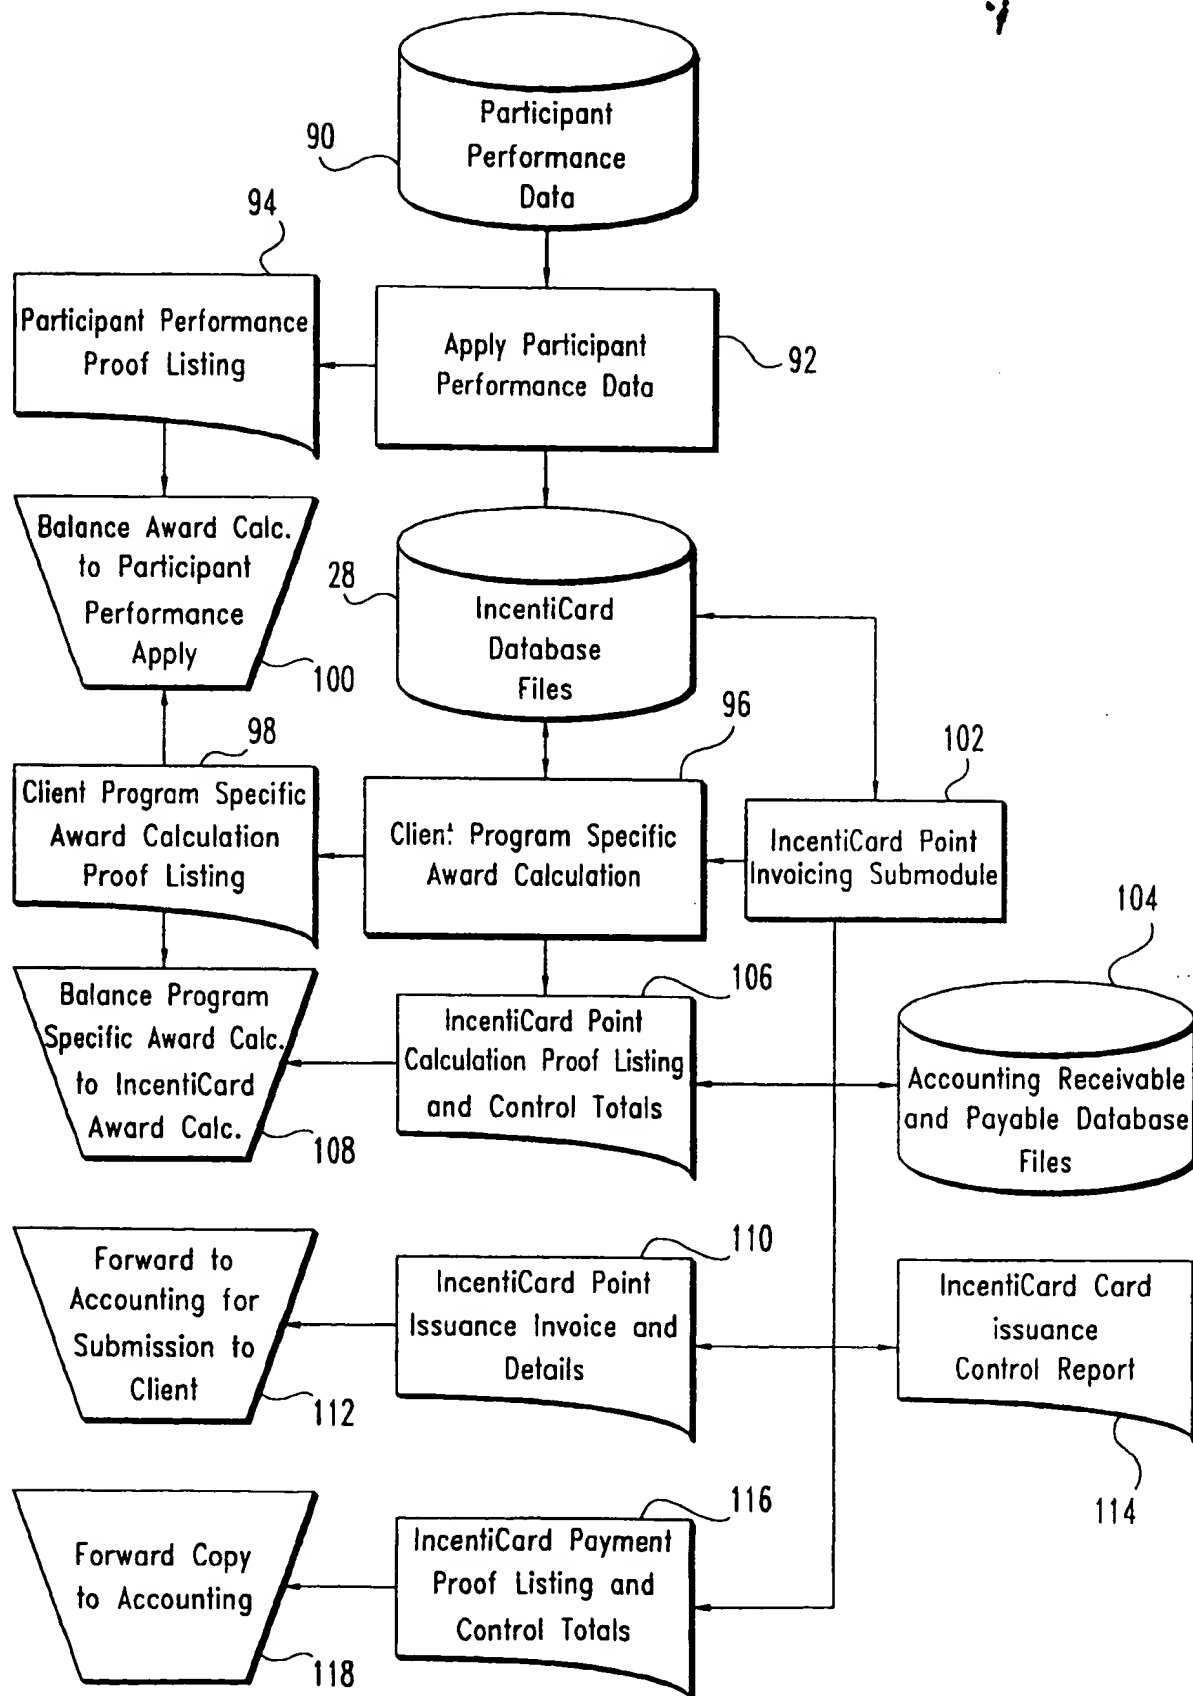 Participant
Performance
Data
90
94
Participant Performance
Proof Listing
Apply Participant
Performance Data
92
Balance Award Calc.
to Participant
Performance
Apply
100
28
IncentiCard
Database
Files
98
96
102
Client Program Specific
Award Calculation
Proof Listing
Client Program Specific
Award Calculation
IncentiCard Point
Invoicing Submodule
104
Balance Program
Specific Award Calc.
to IncentiCard
Award Calc.
108
106
IncentiCard Point
Calculation Proof Listing
and Control Totals
Accounting Receivable
and Payable Database
Files
Forward to
Accounting for
Submission to
Client
112
110
IncentiCard Point
Issuance Invoice and
Details
IncentiCard Card
issuance
Control Report
114
Forward Copy
to Accounting
118
116
IncentiCard Payment
Proof Listing and
Control Totals